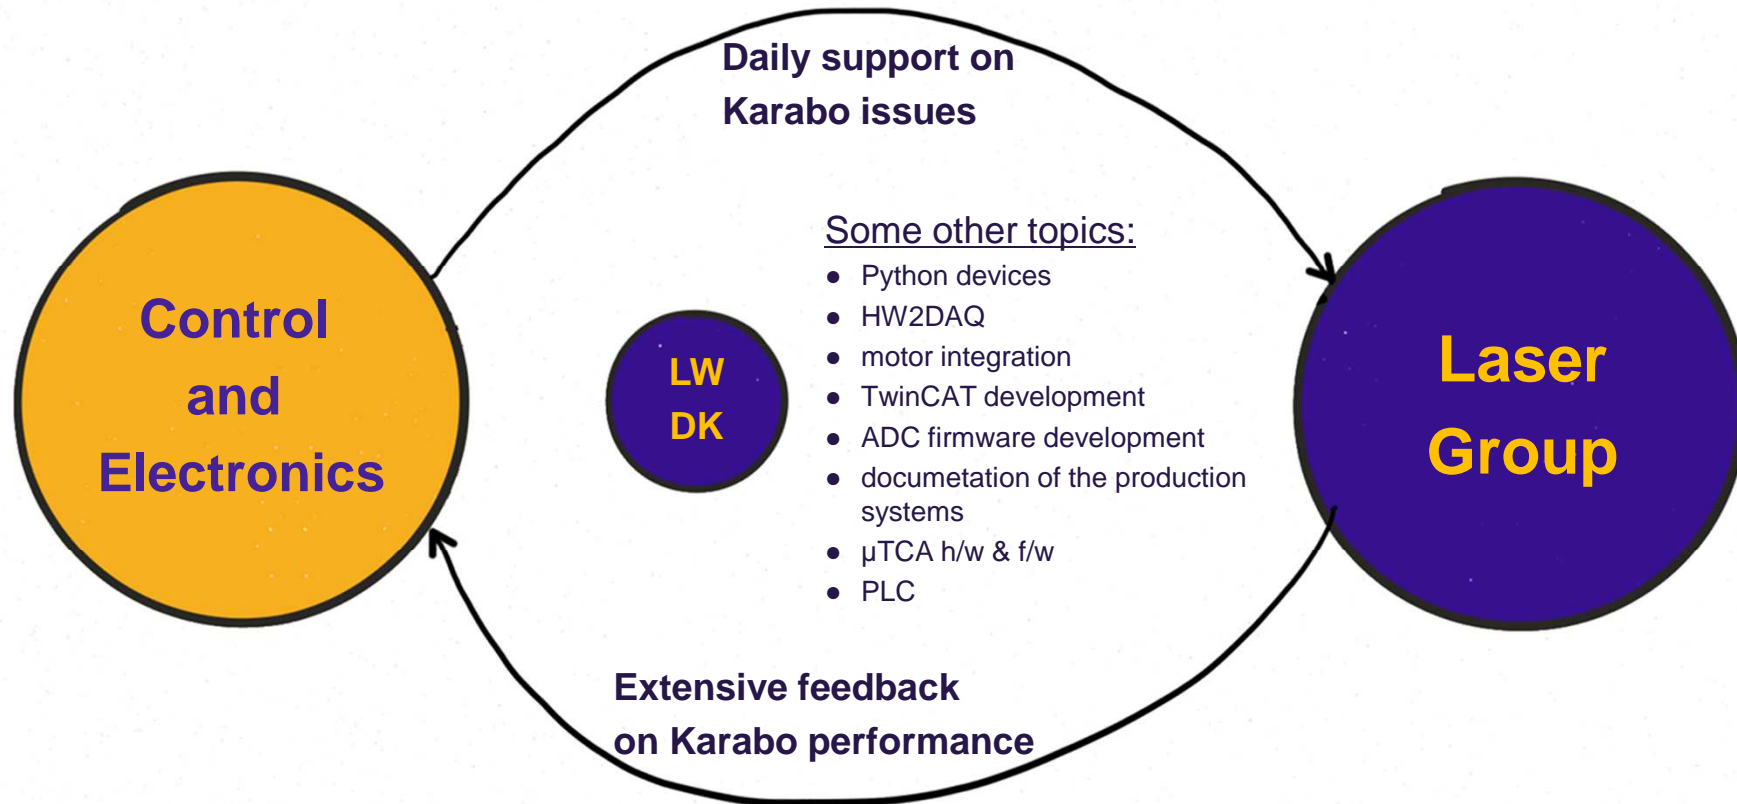 Daily support on
Karabo issues
Control
and
Electronics
LW
DK
Some other topics:
● Python devices
● HW2DAQ
● motor integration
● TwinCAT development
● ADC firmware development
● documetation of the production
systems
● µTCA h/w & f/w
● PLC
Laser
Group
Extensive feedback
on Karabo performance